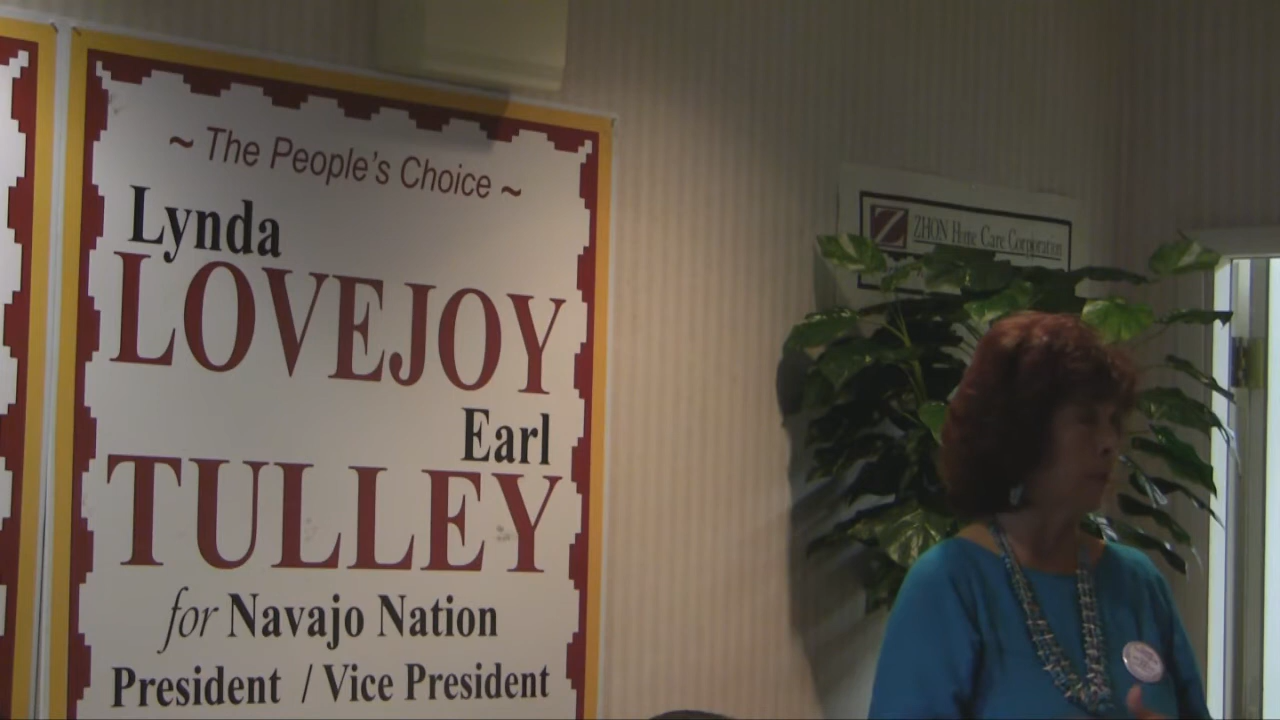 ~ The People's Choice ~
Lynda
LOVEJOY
Earl
TULLEY
for Navajo Nation
President / Vice President
Z ZHON Home Care Corporation